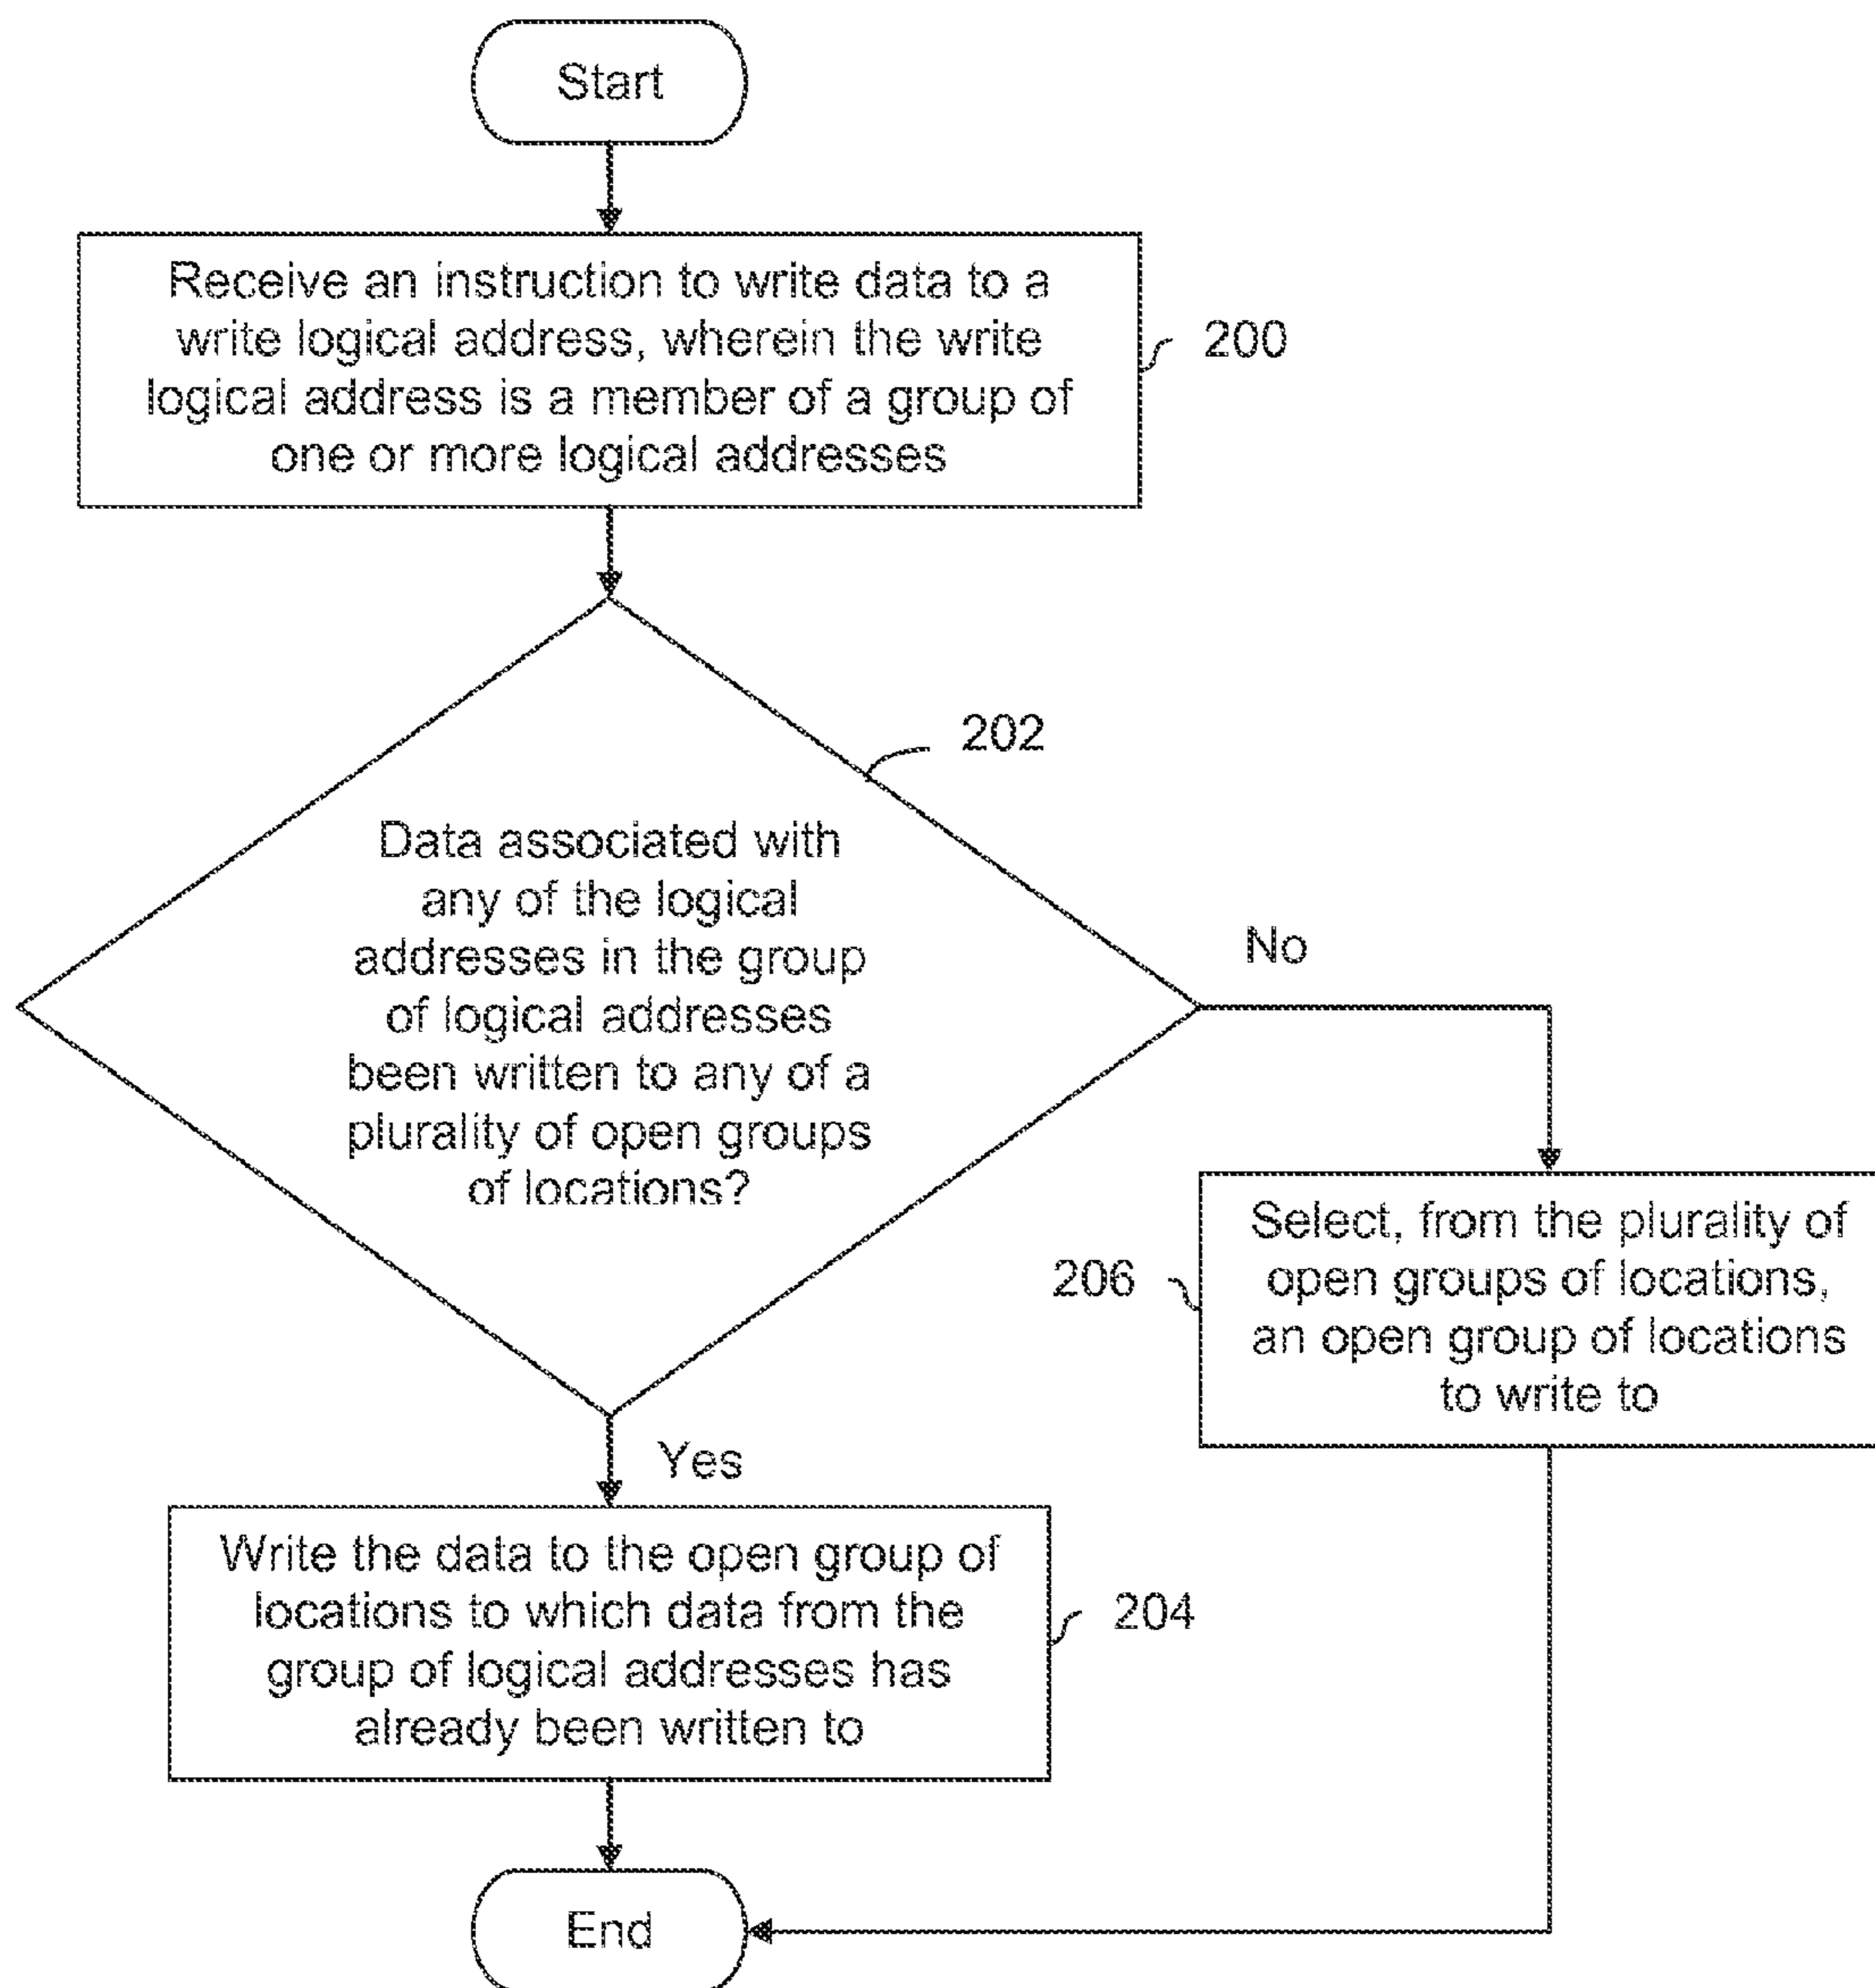 Start
Receive an instruction to write data to a
write logical address, wherein the write
logical address is a member of a group of
one or more logical addresses
200
202
Data associated with
any of the logical
addresses in the group
of logical addresses
been written to any of a
plurality of open groups
of locations?
No
Select, from the plurality of
open groups of locations,
an open group of locations
to write to
206
Yes
Write the data to the open group of
locations to which data from the
group of logical addresses has
already been written to
204
End